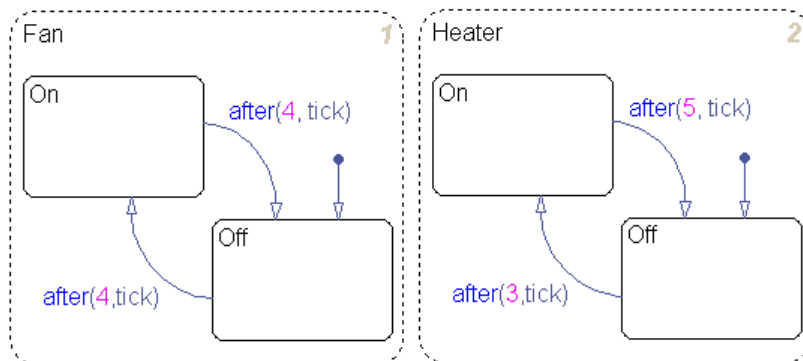 Fan 1
On
after(4, tick)
Off
after(4,tick)
Heater 2
On
after(5, tick)
Off
after(3,tick)